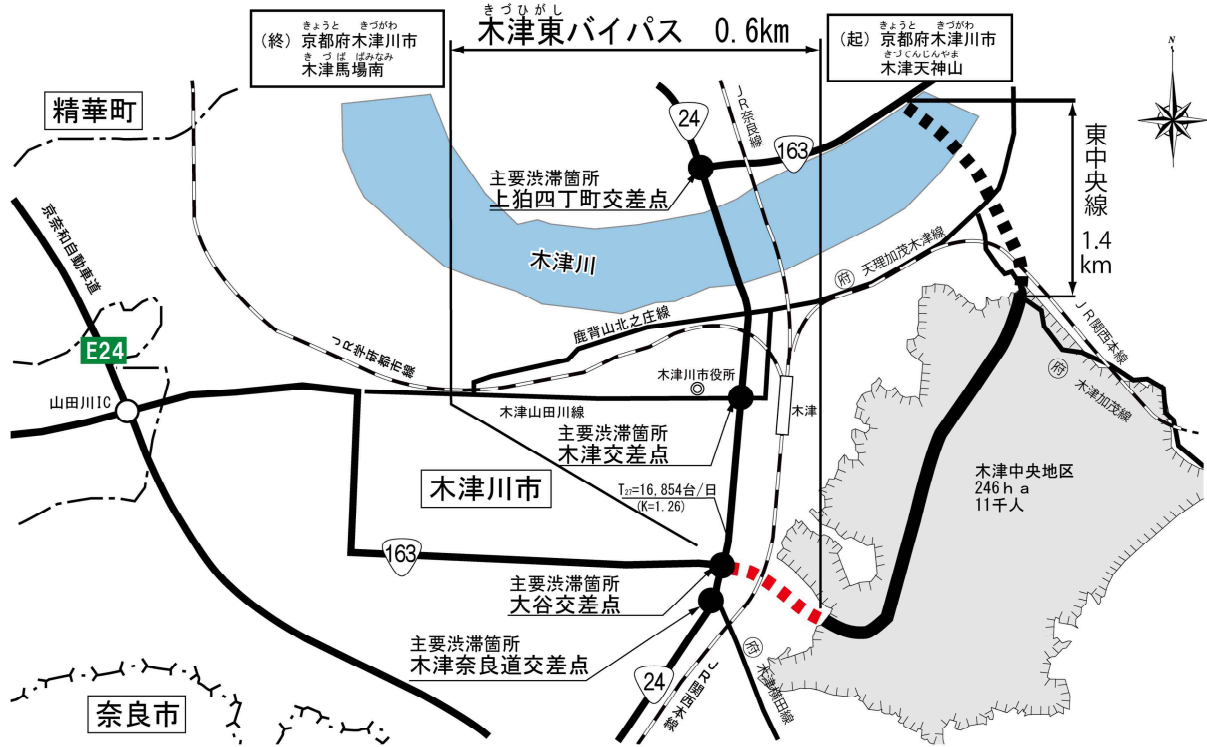 きづひがし
木津東バイパス 0.6km
きょうと きづがわ
(終) 京都府木津川市
きづば ばみなみ
木津馬場南
きょうと きづがわ
(起) 京都府木津川市
きづてんじんやま
木津天神山
N
精華町
24
JR奈良線
163
主要渋滞箇所
上狛四丁町交差点
東中央線
1.4
km
京奈和自動車道
木津川
府 天理加茂木津線
E24
JR学研都市線
鹿背山北之庄線
JR関西本線
木津川市役所
府 木津加茂線
山田川IC
木津山田川線
木津
主要渋滞箇所
木津交差点
木津川市
木津中央地区
246ha
11千人
T27=16,854台/日
(K=1.26)
163
主要渋滞箇所
大谷交差点
主要渋滞箇所
木津奈良道交差点
府 木津横田線
24
JR関西本線
奈良市